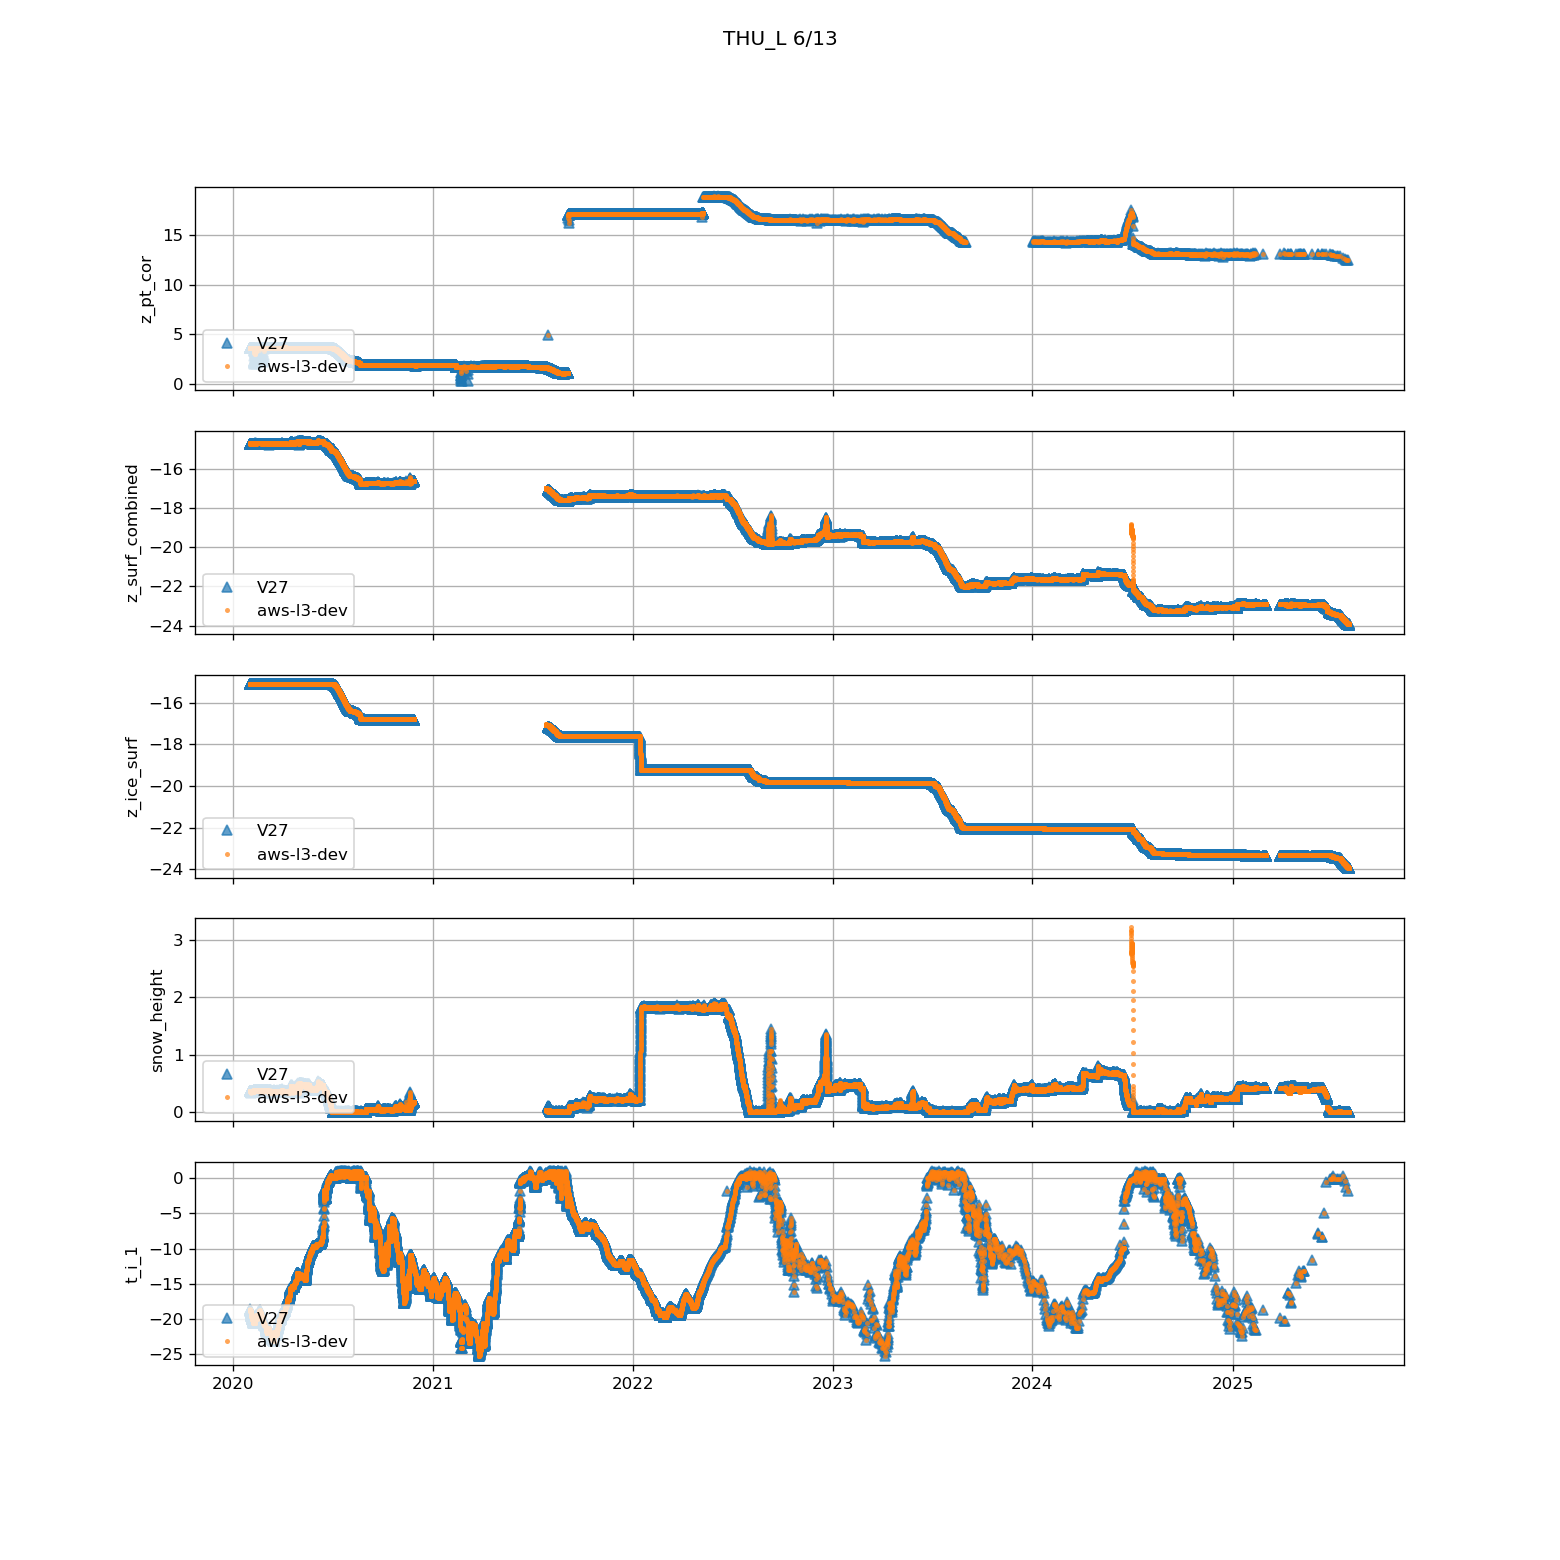 THU_L 6/13
z_pt_cor
15
10
5
0
V27
aws-l3-dev
z_surf_combined
−16
−18
−20
−22
−24
V27
aws-l3-dev
z_ice_surf
−16
−18
−20
−22
−24
V27
aws-l3-dev
snow_height
3
2
1
0
V27
aws-l3-dev
t_i_1
0
−5
−10
−15
−20
−25
V27
aws-l3-dev
2020 2021 2022 2023 2024 2025